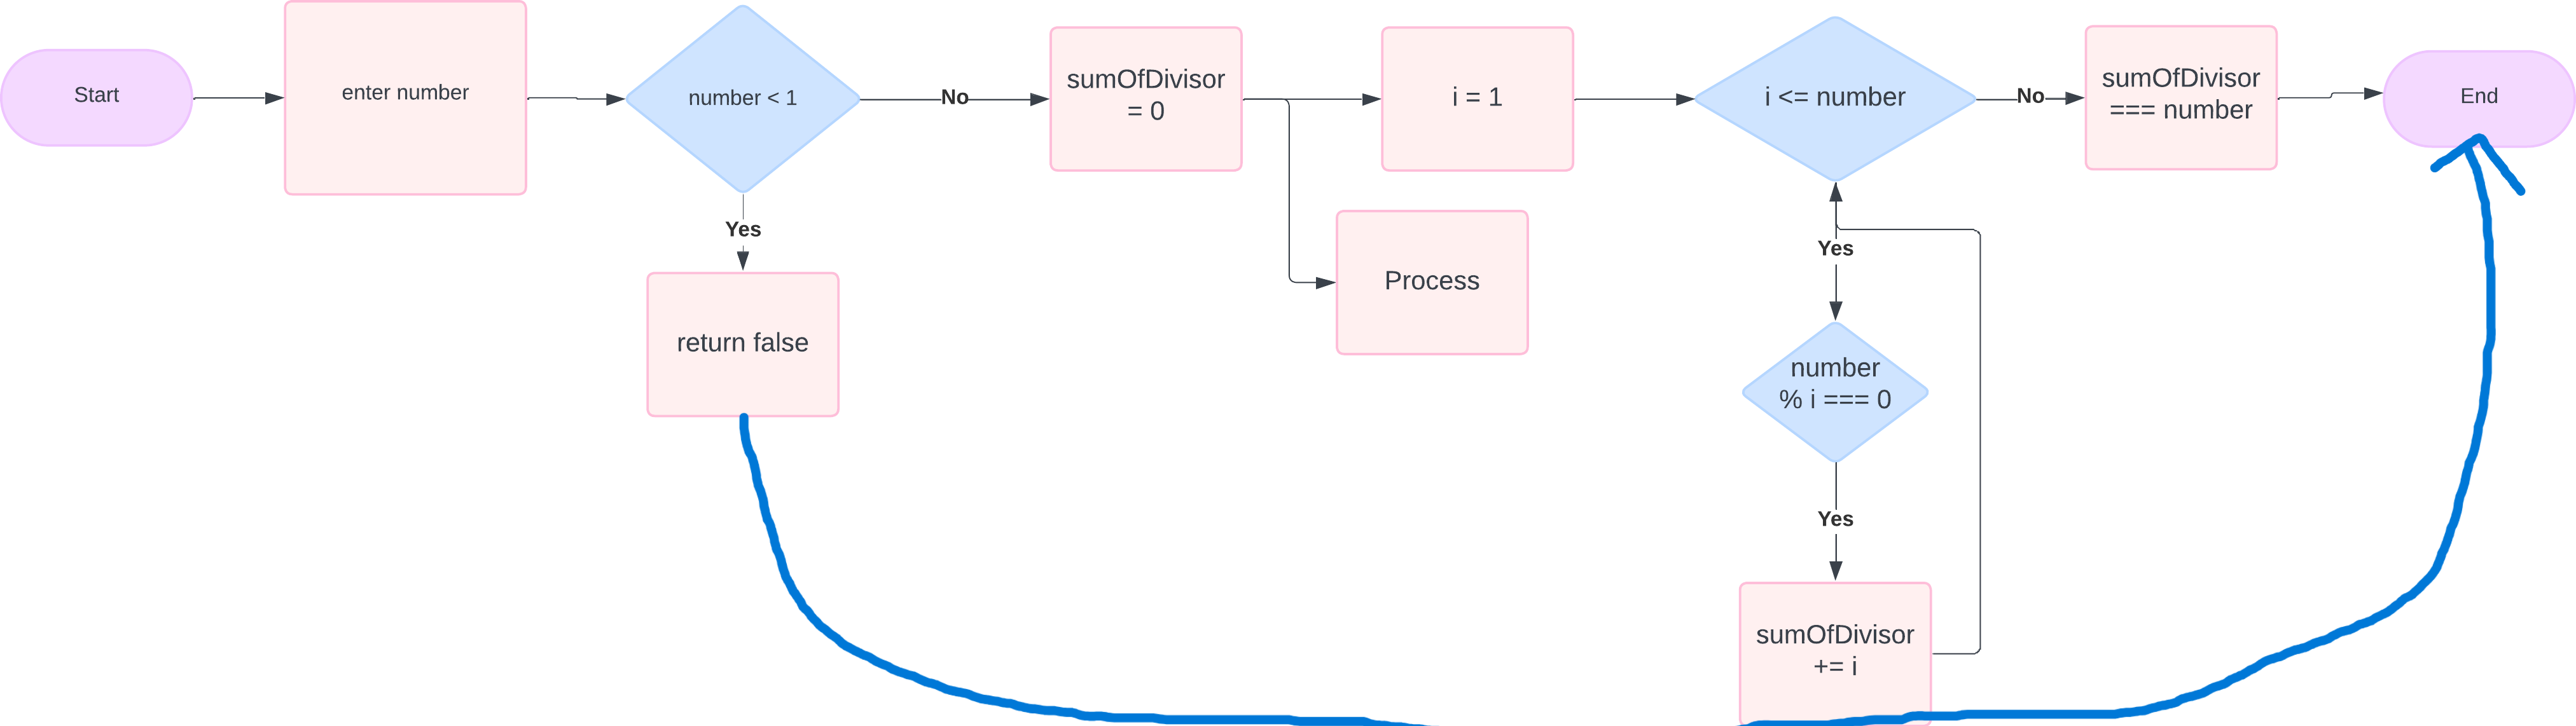 Start
enter number
number < 1
No
sumOfDivisor
= 0
i = 1
i <= number
No
sumOfDivisor
=== number
End
Yes
return false
Process
Yes
number
% i === 0
Yes
sumOfDivisor
+= i